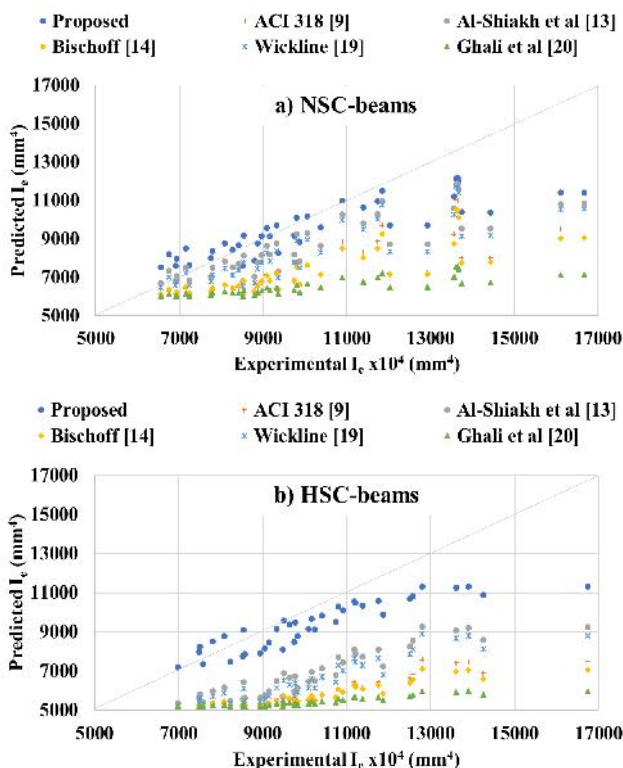 Proposed ACI 318 [9] Al-Shiakh et al [13]
Bischoff [14] Wickline [19] Ghali et al [20]
17000
a) NSC-beams
15000
13000
11000
9000
7000
5000
Predicted Iₑ (mm⁴)
5000 7000 9000 11000 13000 15000 17000
Experimental Iₑ x10⁴ (mm⁴)
Proposed ACI 318 [9] Al-Shiakh et al [13]
Bischoff [14] Wickline [19] Ghali et al [20]
17000
b) HSC-beams
15000
13000
11000
9000
7000
5000
Predicted Iₑ (mm⁴)
5000 7000 9000 11000 13000 15000 17000
Experimental Iₑ x10⁴ (mm⁴)